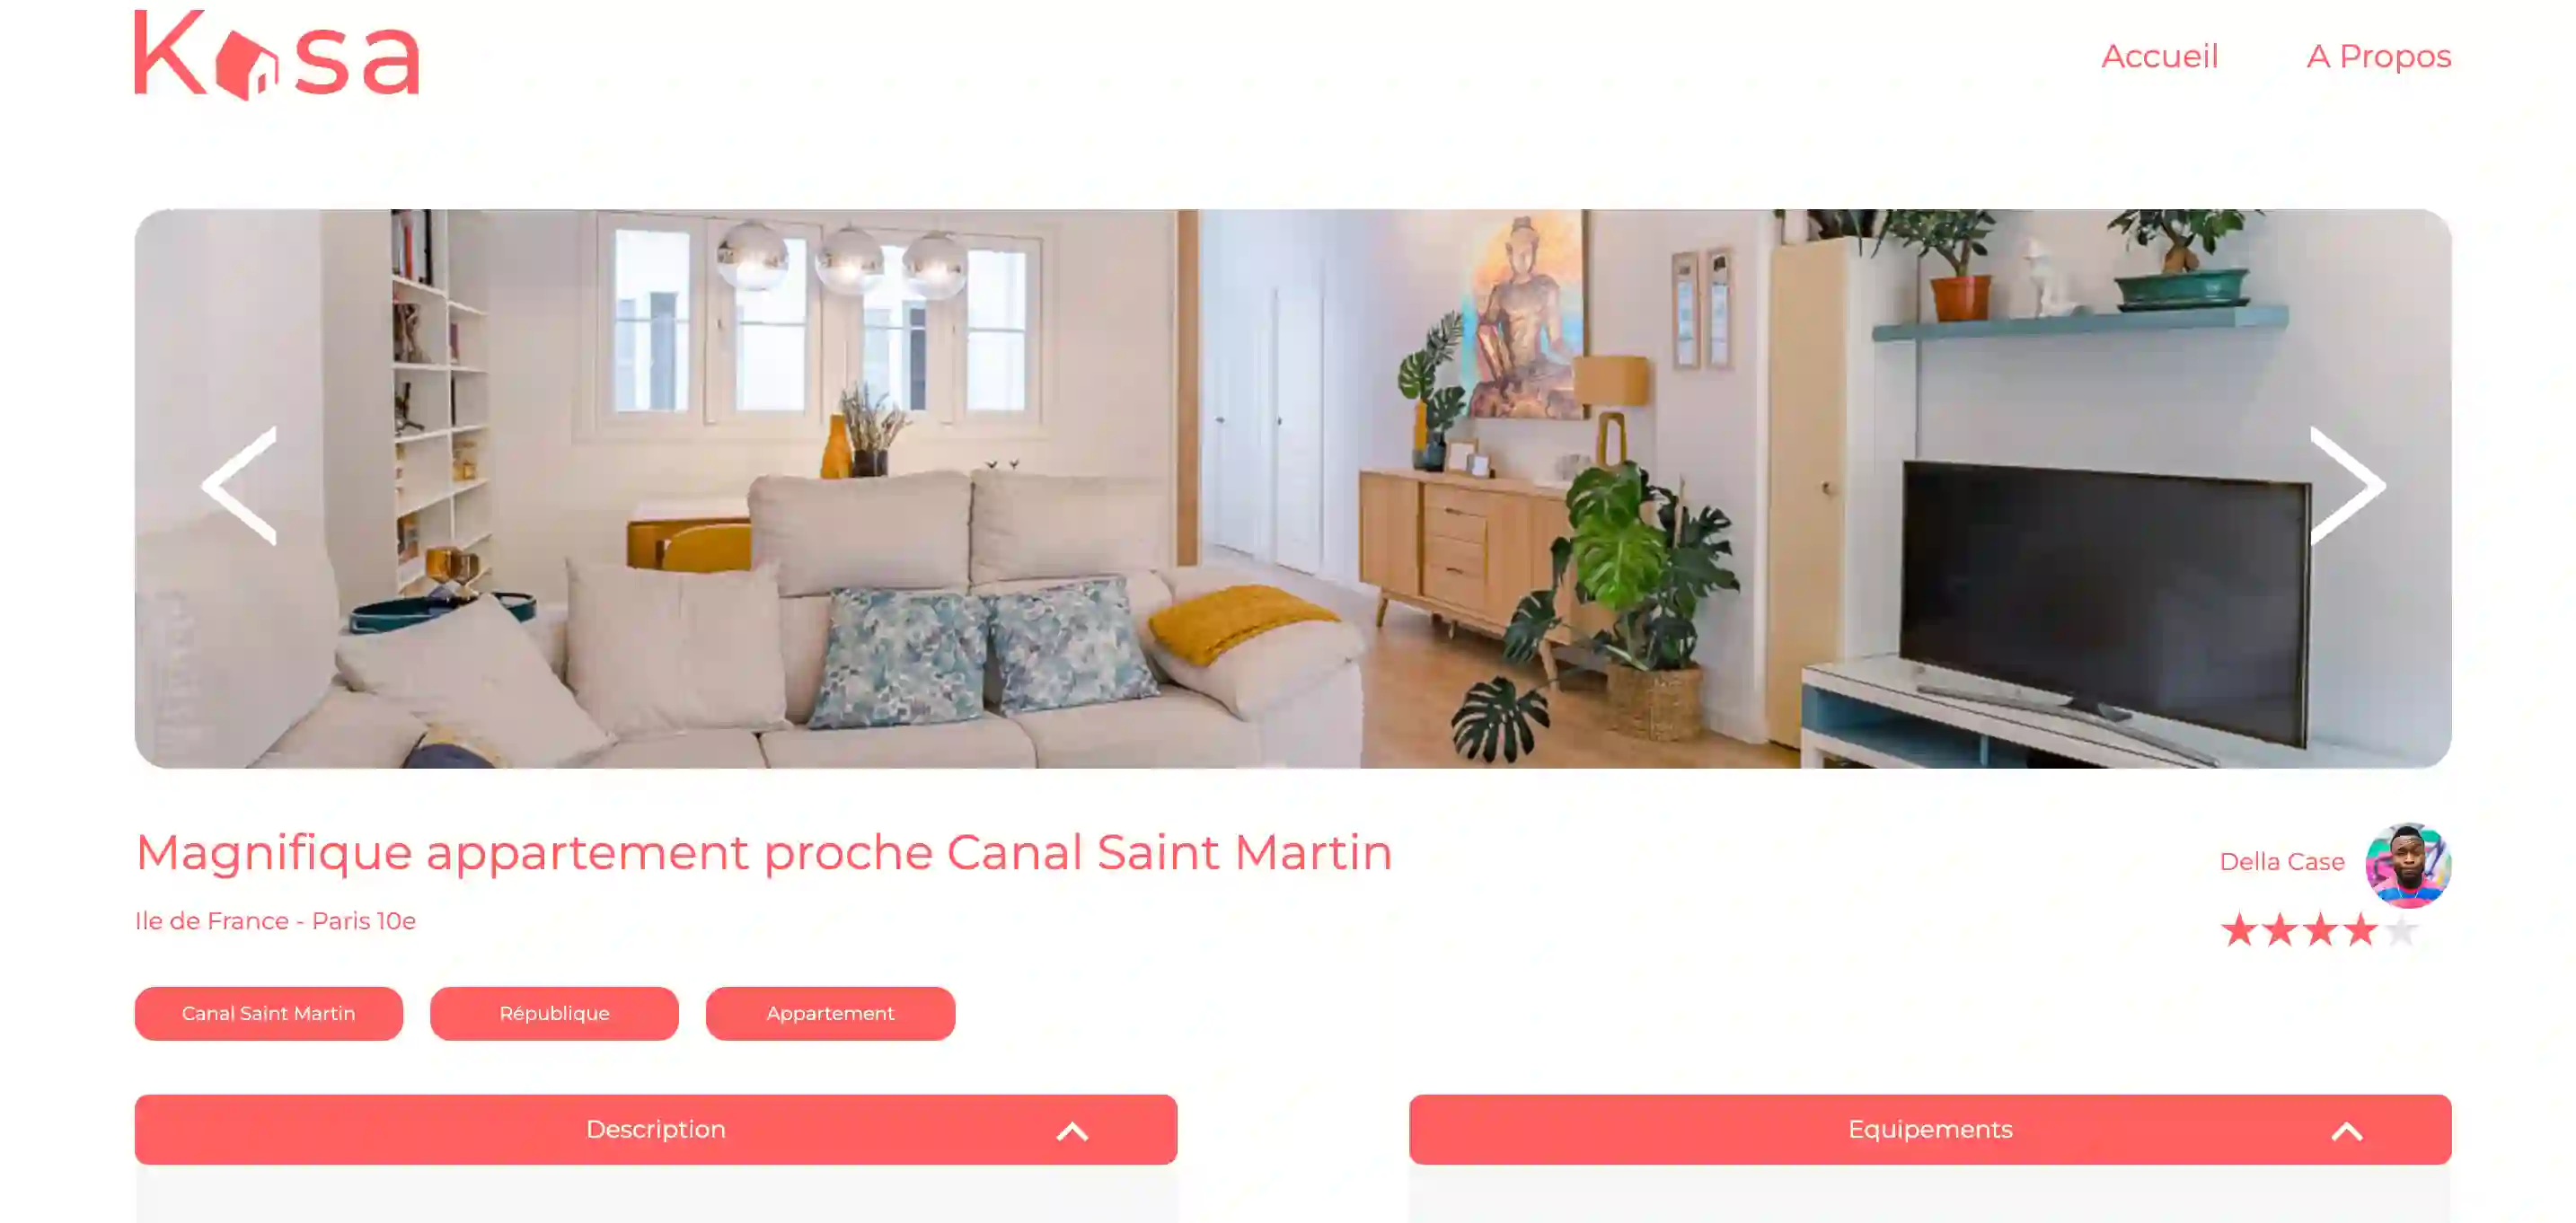 Kasa
Accueil
A Propos
Magnifique appartement proche Canal Saint Martin
Della Case
Ile de France - Paris 10e
Canal Saint Martin
République
Appartement
Description
Equipements